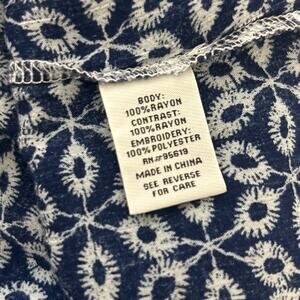 BODY:
100%RAYON
CONTRAST:
100%RAYON
EMBROIDERY:
100%POLYESTER
RN#95619
MADE IN CHINA
SEE REVERSE
FOR CARE